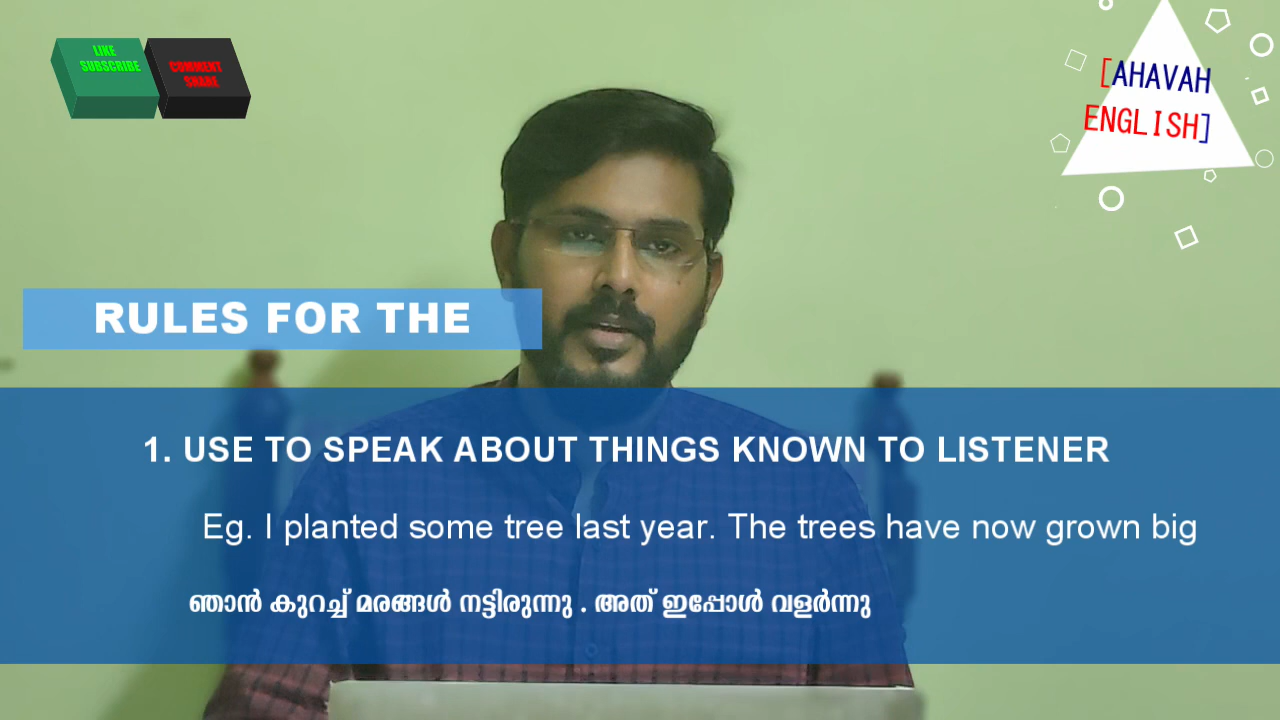 LIKE
SUBSCRIBE
COMMENT
SHARE
[AHAVAH
ENGLISH]
RULES FOR THE
1. USE TO SPEAK ABOUT THINGS KNOWN TO LISTENER
Eg. I planted some tree last year. The trees have now grown big
ഞാൻ കുറച്ച് മരങ്ങൾ നട്ടിരുന്നു . അത് ഇപ്പോൾ വളർന്നു